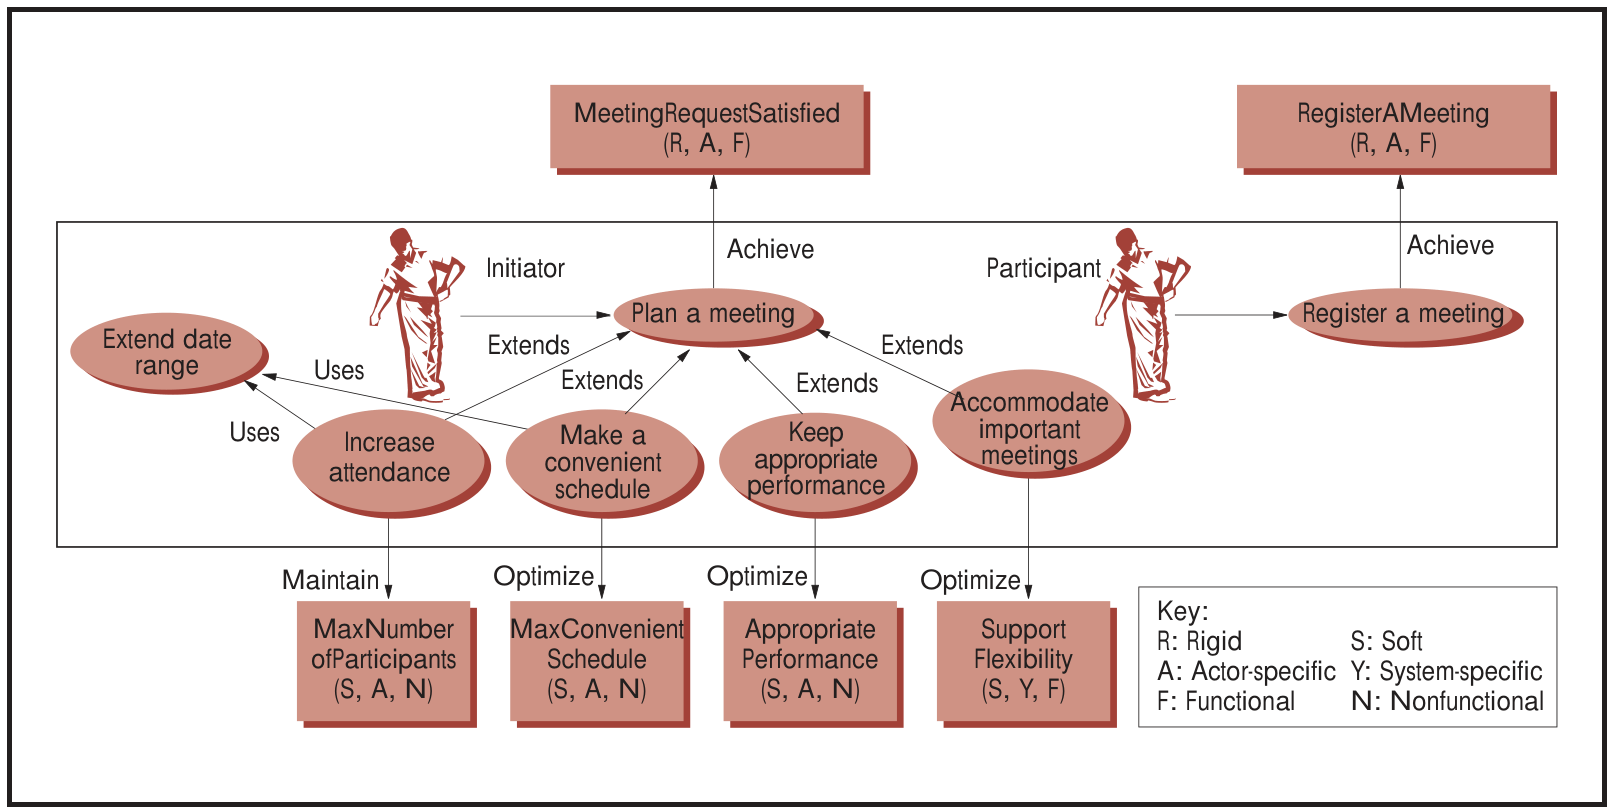 MeetingRequestSatisfied
(R, A, F)
RegisterAMeeting
(R, A, F)
Achieve
Achieve
Initiator
Participant
Plan a meeting
Register a meeting
Extend date
range
Extends
Extends
Uses
Extends
Extends
Uses
Increase
attendance
Make a
convenient
schedule
Keep
appropriate
performance
Accommodate
important
meetings
Maintain
Optimize
Optimize
Optimize
MaxNumber
ofParticipants
(S, A, N)
MaxConvenient
Schedule
(S, A, N)
Appropriate
Performance
(S, A, N)
Support
Flexibility
(S, Y, F)
Key:
R: Rigid
S: Soft
A: Actor-specific
Y: System-specific
F: Functional
N: Nonfunctional